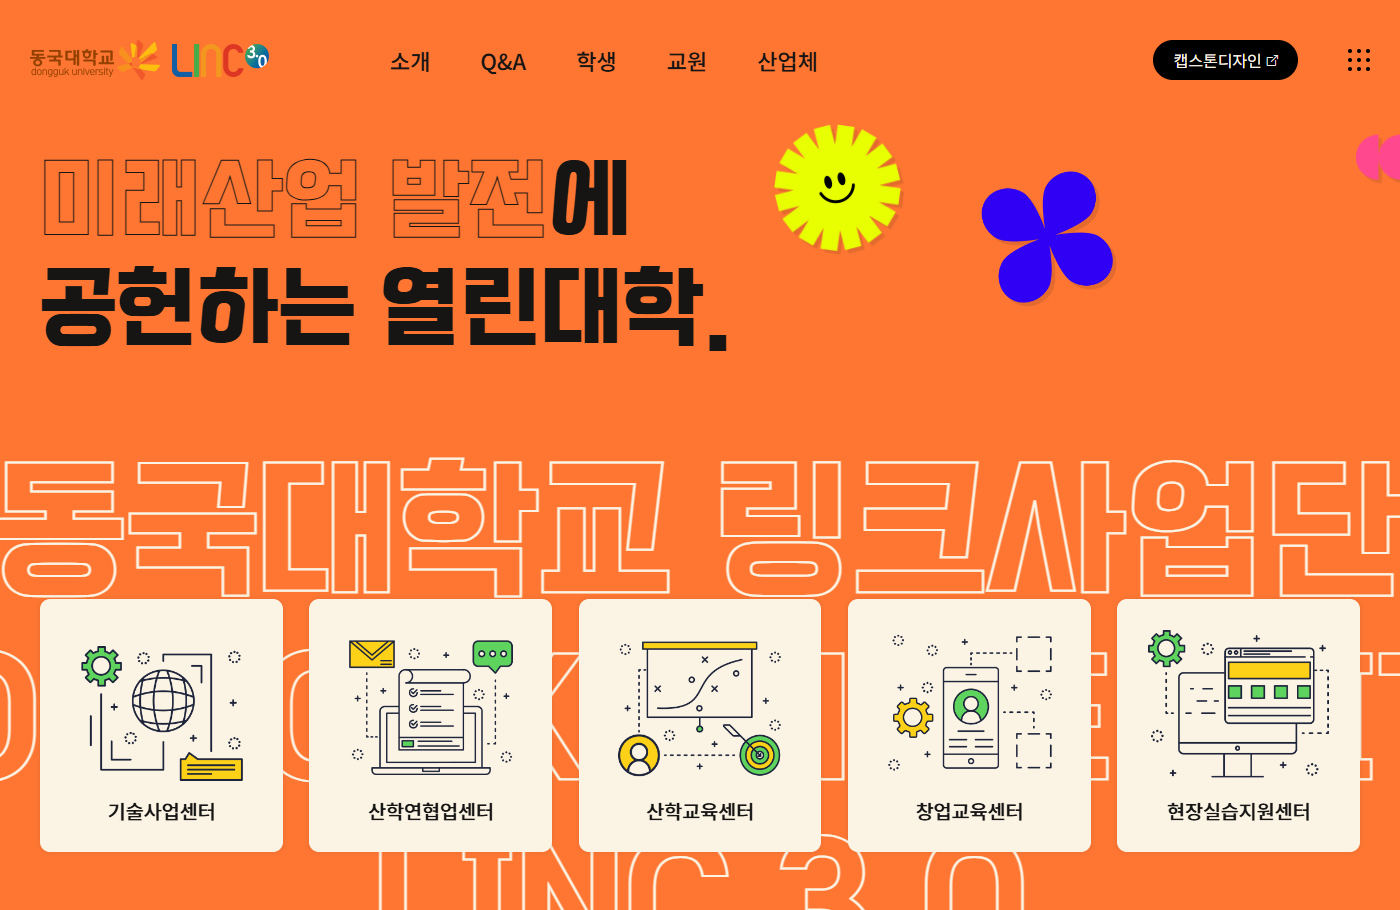 동국대학교
dongguk university
LINC 3.0
소개
Q&A
학생
교원
산업체
캡스톤디자인
미래산업 발전에
공헌하는 열린대학.
동국대학교 링크사업단
기술사업센터
산학연협업센터
산학교육센터
창업교육센터
현장실습지원센터
LINC 3.0